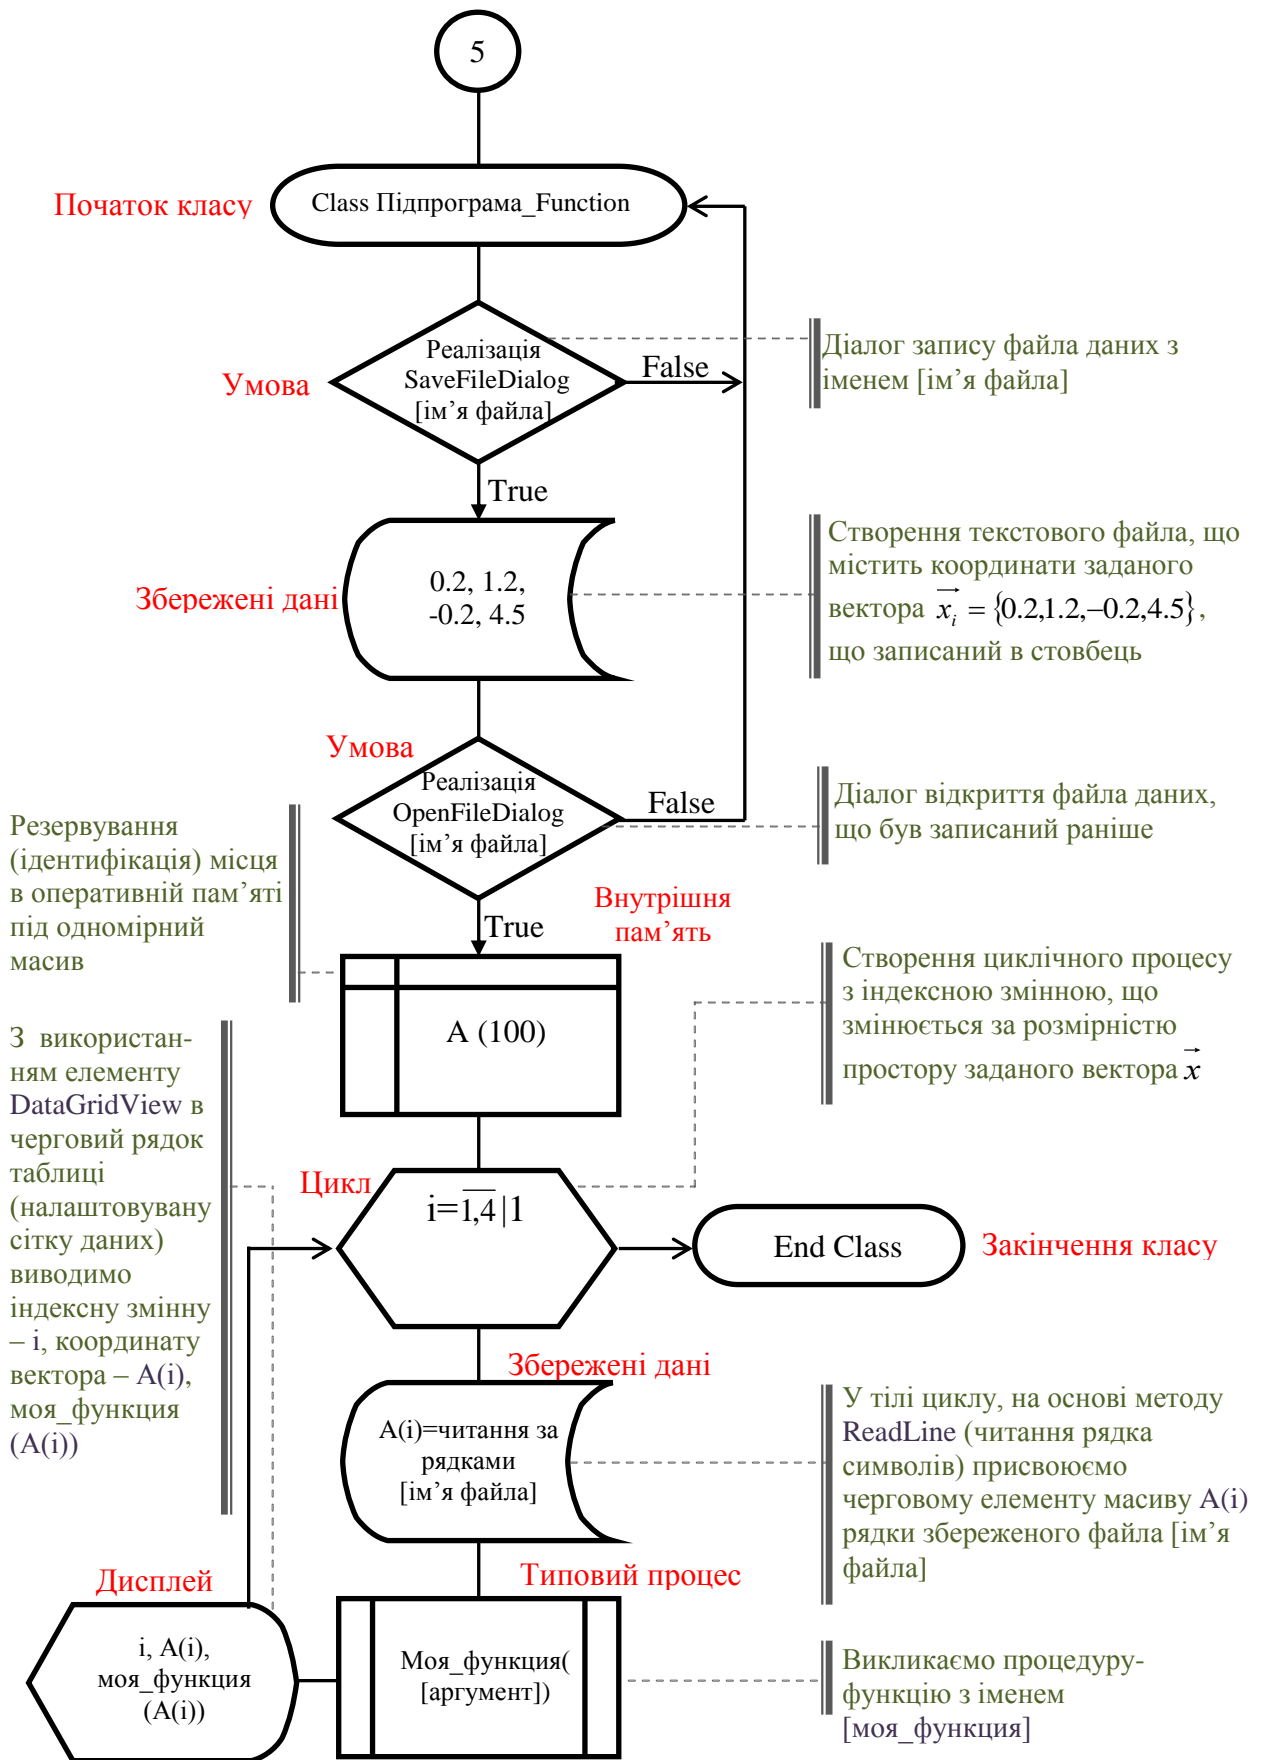 5
Початок класу
Class Підпрограма_Function
Умова
Реалізація
SaveFileDialog
[ім’я файла]
False
True
Діалог запису файла даних з
іменем [ім’я файла]
Збережені дані
0.2, 1.2,
-0.2, 4.5
Створення текстового файла, що
містить координати заданого
вектора x_i = {0.2,1.2,−0.2,4.5},
що записаний в стовбець
Умова
Реалізація
OpenFileDialog
[ім’я файла]
False
True
Діалог відкриття файла даних,
що був записаний раніше
Резервування
(ідентифікація) місця
в оперативній пам’яті
під одномірний
масив
Внутрішня
пам’ять
A (100)
Створення циклічного процесу
з індексною змінною, що
змінюється за розмірністю
простору заданого вектора x
З використан-
ням елементу
DataGridView в
черговий рядок
таблиці
(налаштовувану
сітку даних)
виводимо
індексну змінну
– i, координату
вектора – A(i),
моя_функция
(A(i))
Цикл
i=1,4|1
End Class
Закінчення класу
Збережені дані
A(i)=читання за
рядками
[ім’я файла]
У тілі циклу, на основі методу
ReadLine (читання рядка
символів) присвоюємо
черговому елементу масиву A(i)
рядки збереженого файла [ім’я
файла]
Дисплей
i, A(i),
моя_функция
(A(i))
Типовий процес
Моя_функция(
[аргумент])
Викликаємо процедуру-
функцію з іменем
[моя_функция]